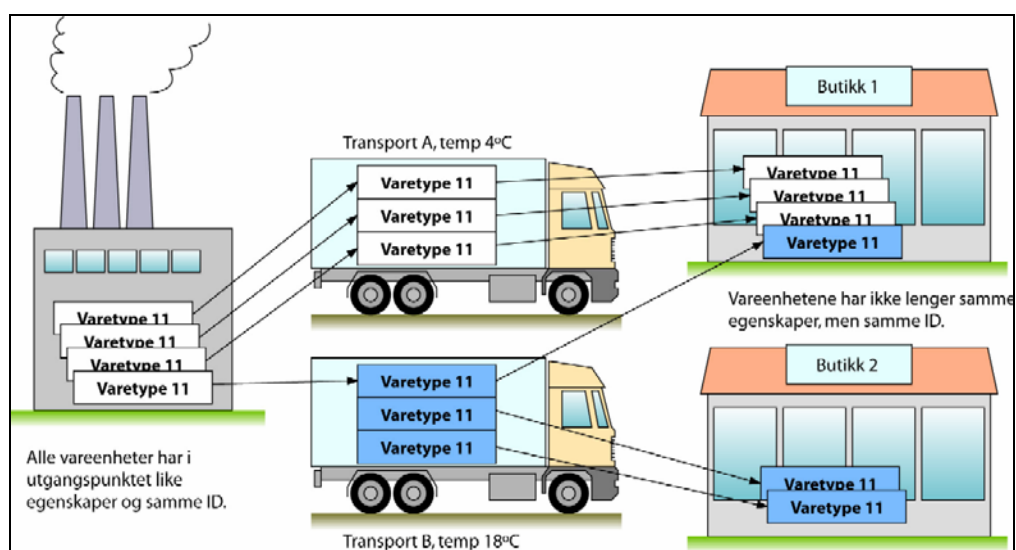 Butikk 1
Transport A, temp 4ºC
Varetype 11
Varetype 11
Varetype 11
Varetype 11
Varetype 11
Varetype 11
Varetype 11
Varetype 11
Varetype 11
Varetype 11
Varetype 11
Vareenhetene har ikke lenger samme
egenskaper, men samme ID.
Butikk 2
Varetype 11
Varetype 11
Varetype 11
Varetype 11
Varetype 11
Alle vareenheter har i
utgangspunktet like
egenskaper og samme ID.
Transport B, temp 18ºC